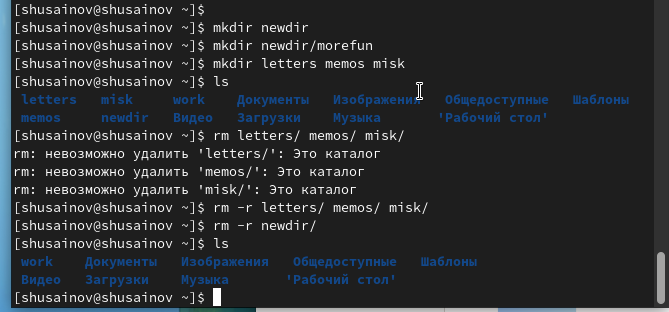 [shusainov@shusainov ~]$
[shusainov@shusainov ~]$ mkdir newdir
[shusainov@shusainov ~]$ mkdir newdir/morefun
[shusainov@shusainov ~]$ mkdir letters memos misk
[shusainov@shusainov ~]$ ls
letters misk work Документы Изображения Общедоступные Шаблоны
memos newdir Видео Загрузки Музыка 'Рабочий стол'
[shusainov@shusainov ~]$ rm letters/ memos/ misk/
rm: невозможно удалить 'letters/': Это каталог
rm: невозможно удалить 'memos/': Это каталог
rm: невозможно удалить 'misk/': Это каталог
[shusainov@shusainov ~]$ rm -r letters/ memos/ misk/
[shusainov@shusainov ~]$ rm -r newdir/
[shusainov@shusainov ~]$ ls
work Документы Изображения Общедоступные Шаблоны
Видео Загрузки Музыка 'Рабочий стол'
[shusainov@shusainov ~]$